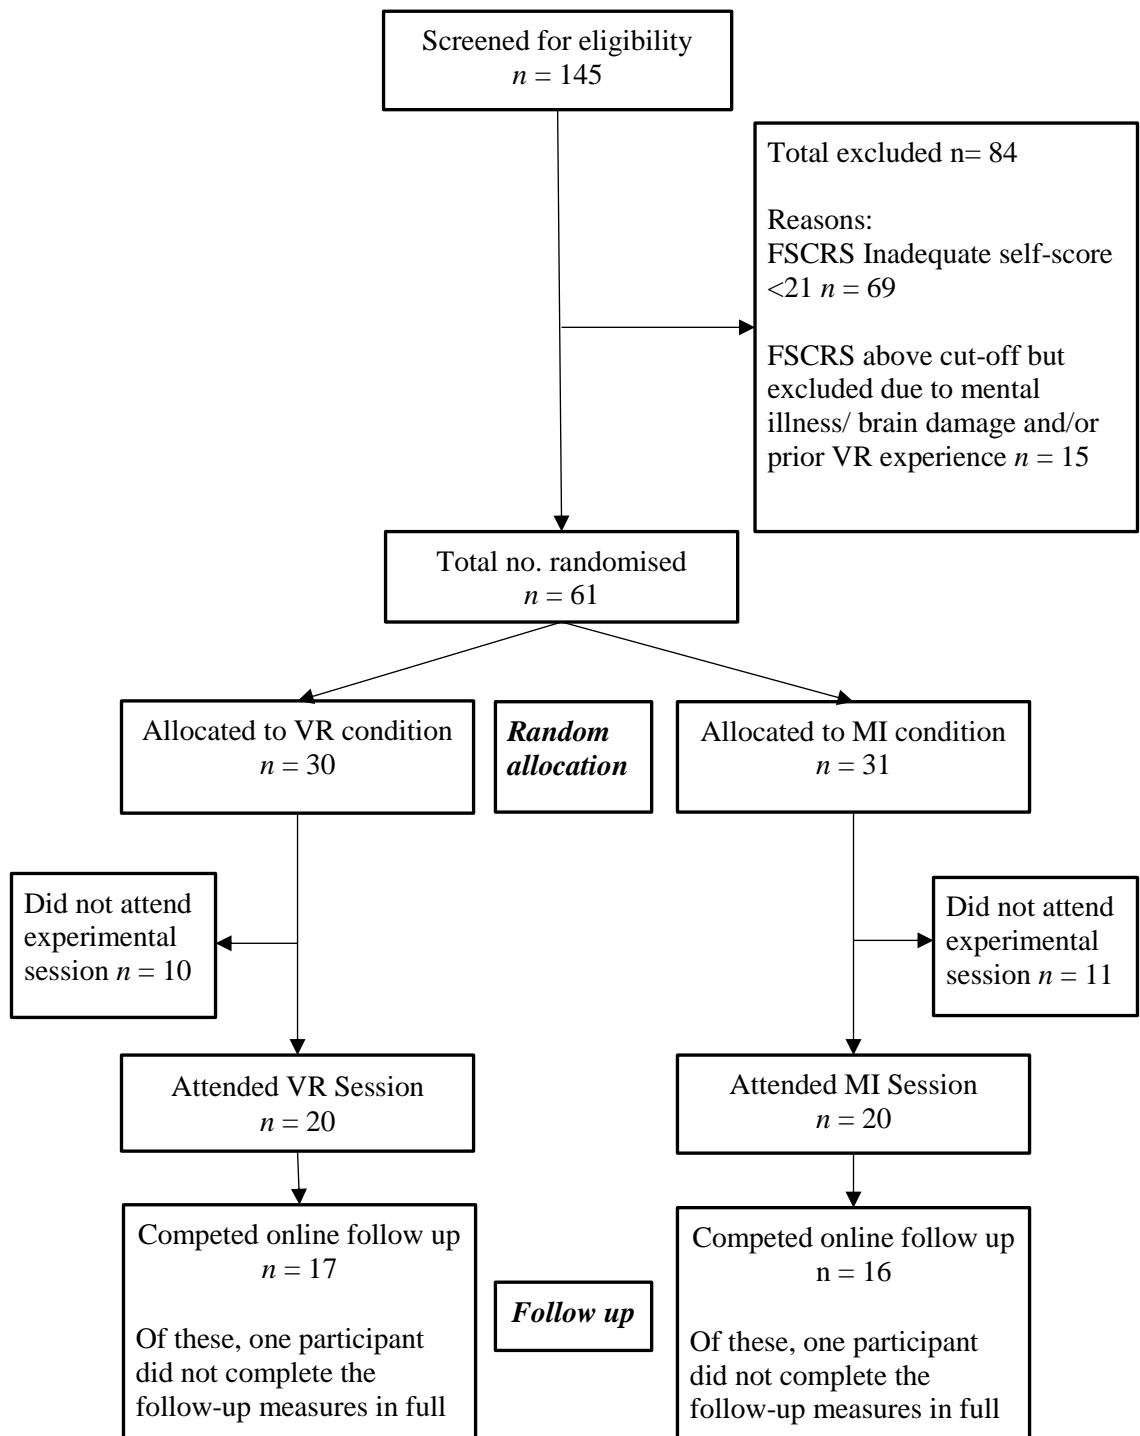 Screened for eligibility
n = 145
Total excluded n= 84
Reasons:
FSCRS Inadequate self-score
<21 n = 69
FSCRS above cut-off but
excluded due to mental
illness/ brain damage and/or
prior VR experience n = 15
Total no. randomised
n = 61
Allocated to VR condition
n = 30
Random
allocation
Allocated to MI condition
n = 31
Did not attend
experimental
session n = 10
Did not attend
experimental
session n = 11
Attended VR Session
n = 20
Attended MI Session
n = 20
Competed online follow up
n = 17
Of these, one participant
did not complete the
follow-up measures in full
Follow up
Competed online follow up
n = 16
Of these, one participant
did not complete the
follow-up measures in full